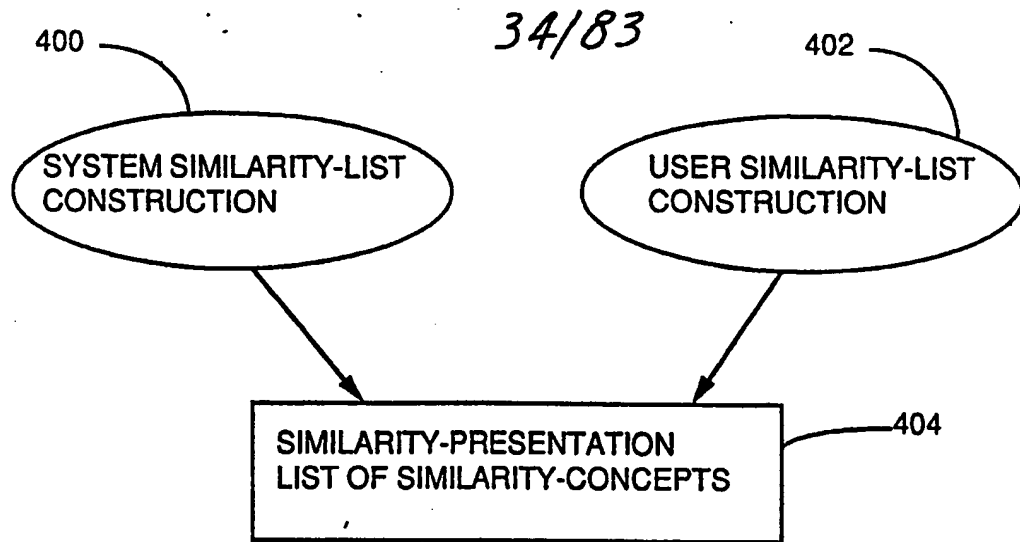 34/83
400
402
SYSTEM SIMILARITY-LIST
CONSTRUCTION
USER SIMILARITY-LIST
CONSTRUCTION
404
SIMILARITY-PRESENTATION
LIST OF SIMILARITY-CONCEPTS